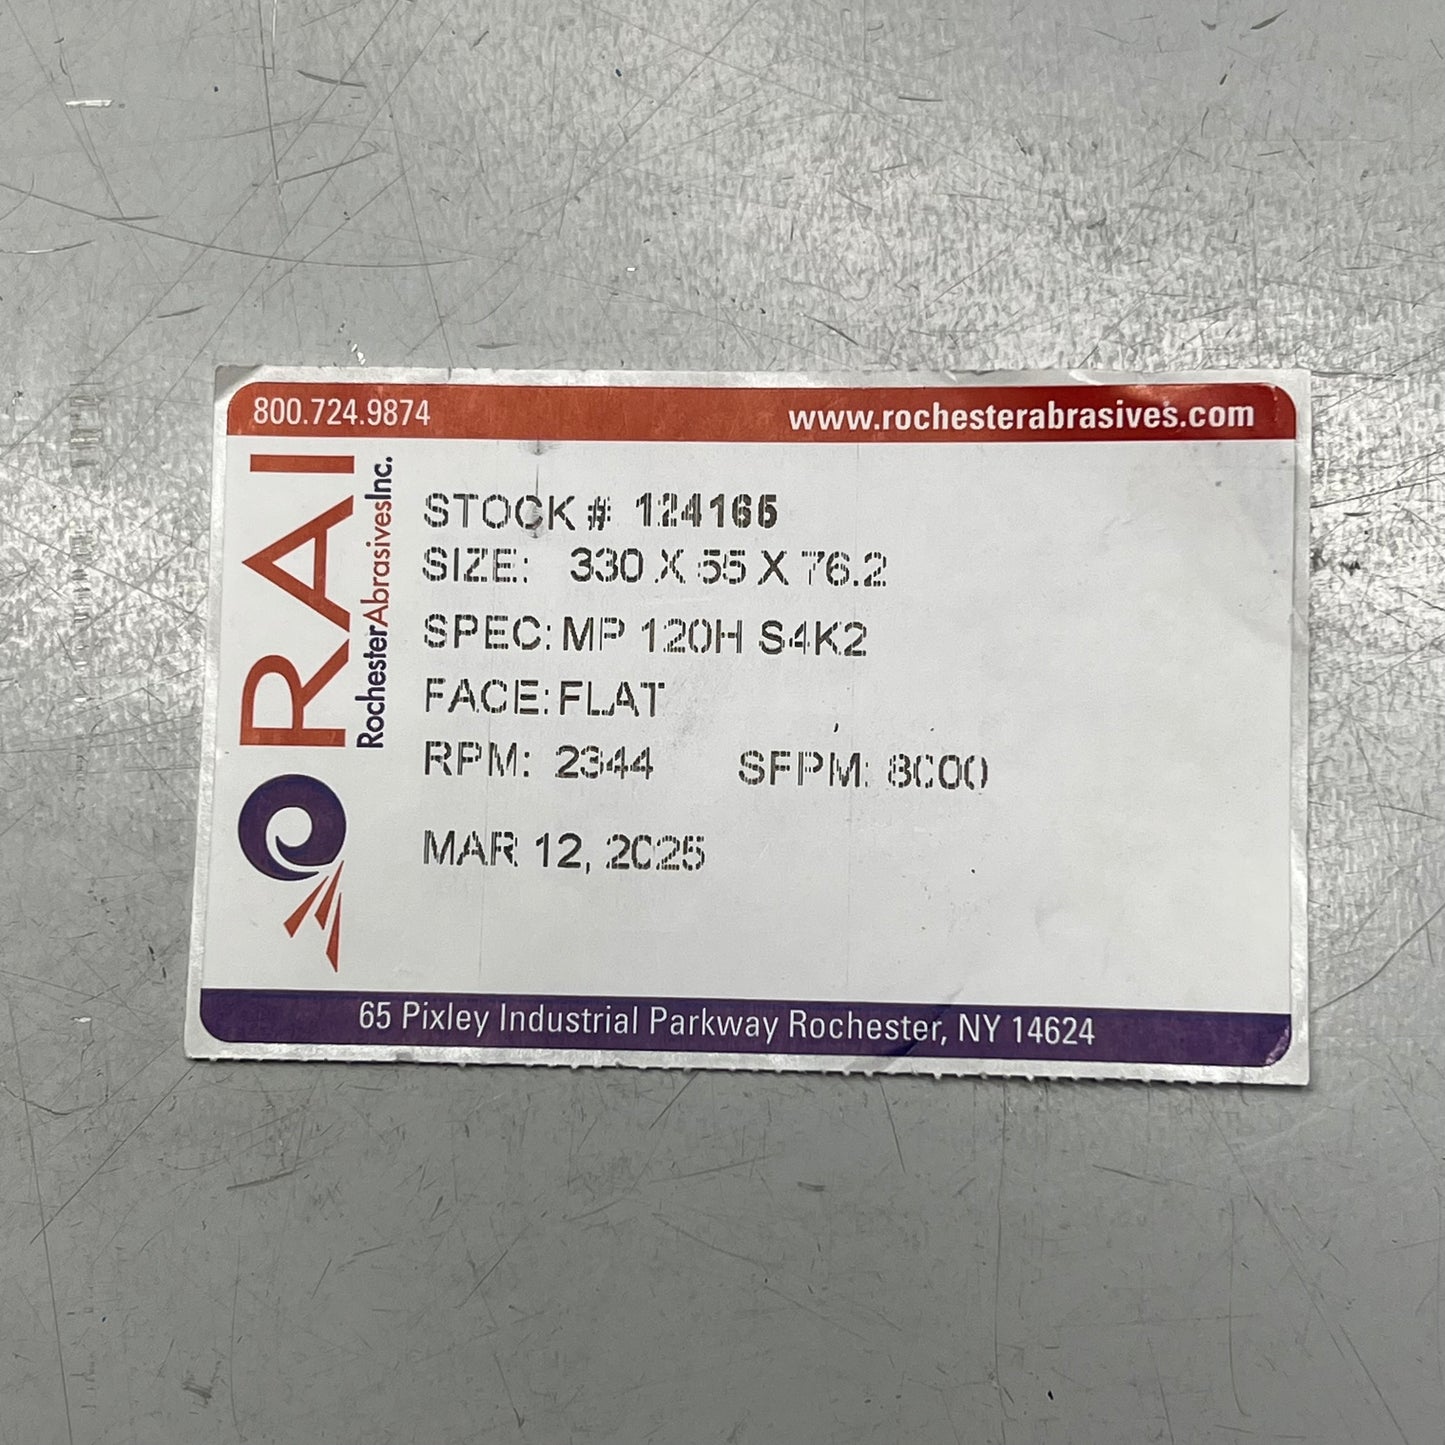 800.724.9874
www.rochesterabrasives.com
RAI
RochesterAbrasivesInc.
STOCK # 124165
SIZE: 330 X 55 X 76.2
SPEC: MP 120H S4K2
FACE: FLAT
RPM: 2344 SFPM: 8000
MAR 12, 2025
65 Pixley Industrial Parkway Rochester, NY 14624